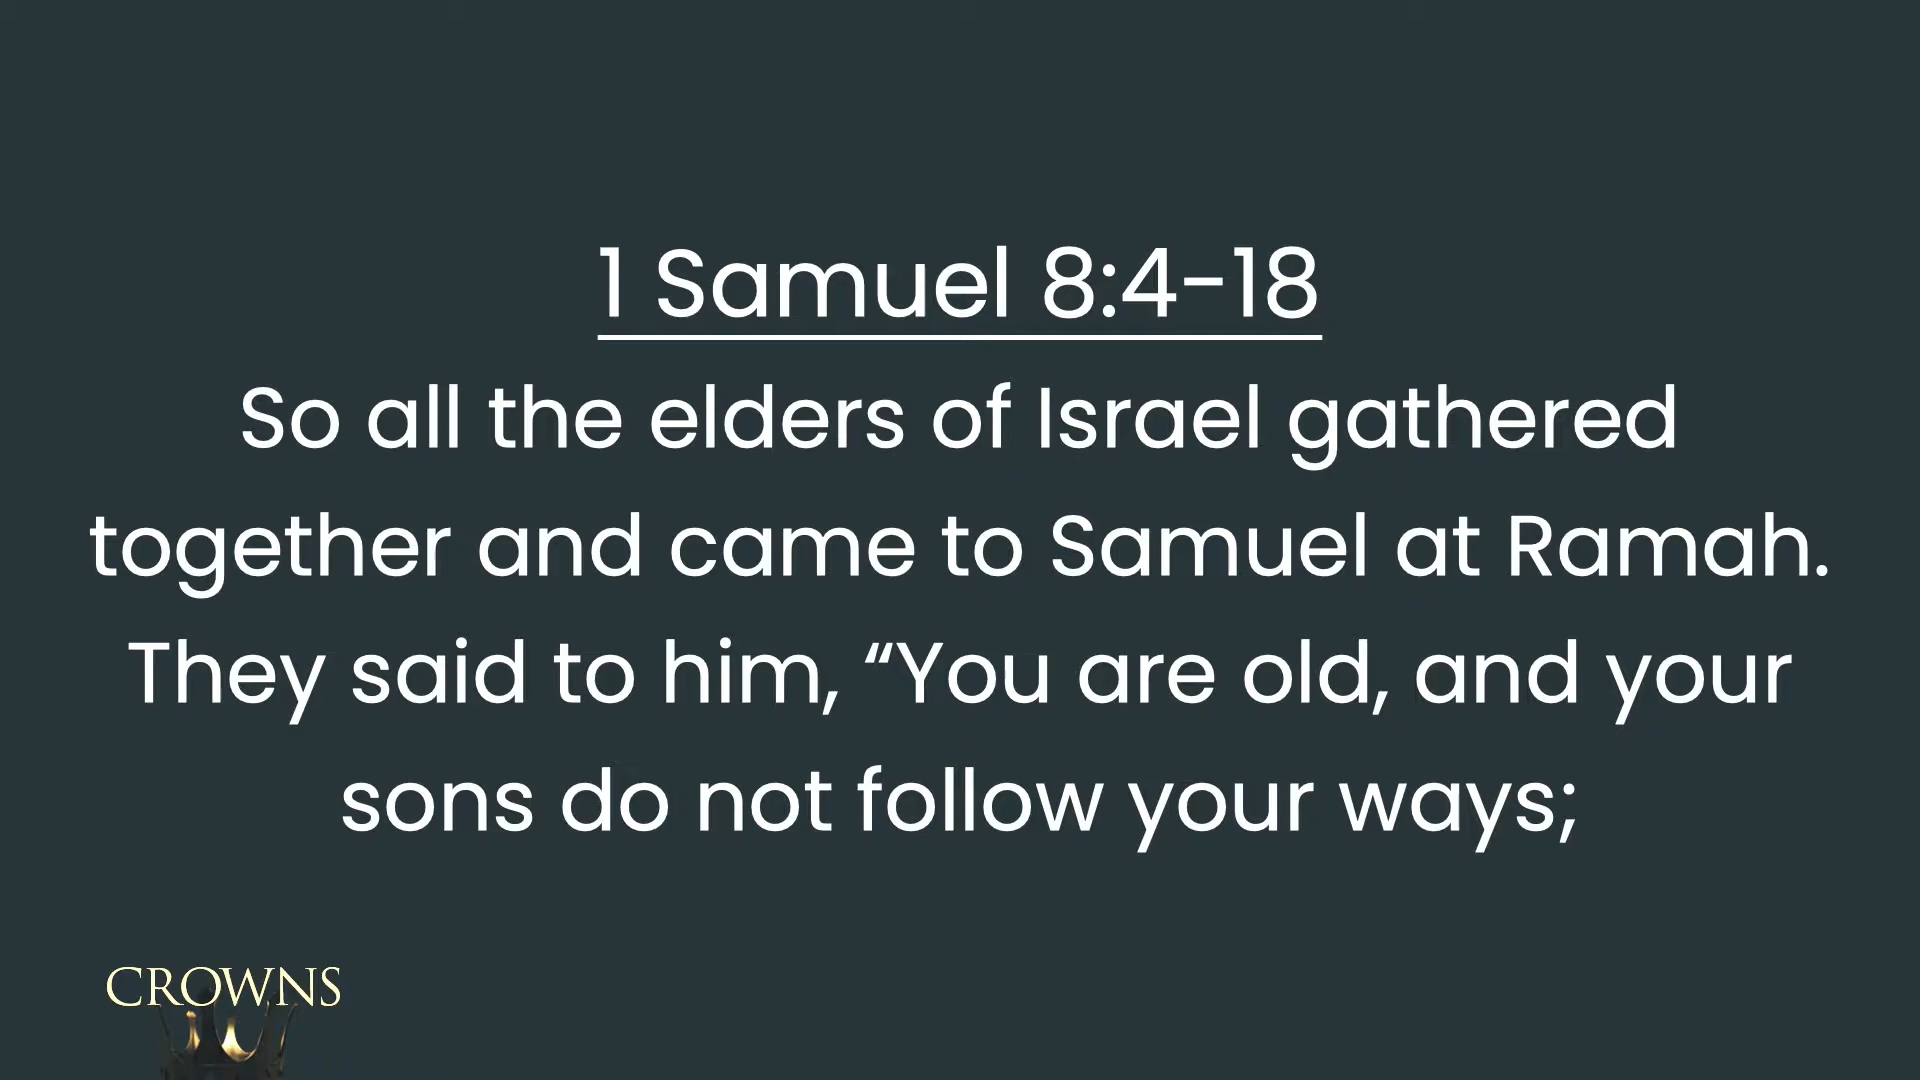 1 Samuel 8:4-18
So all the elders of Israel gathered
together and came to Samuel at Ramah.
They said to him, “You are old, and your
sons do not follow your ways;
CROWNS